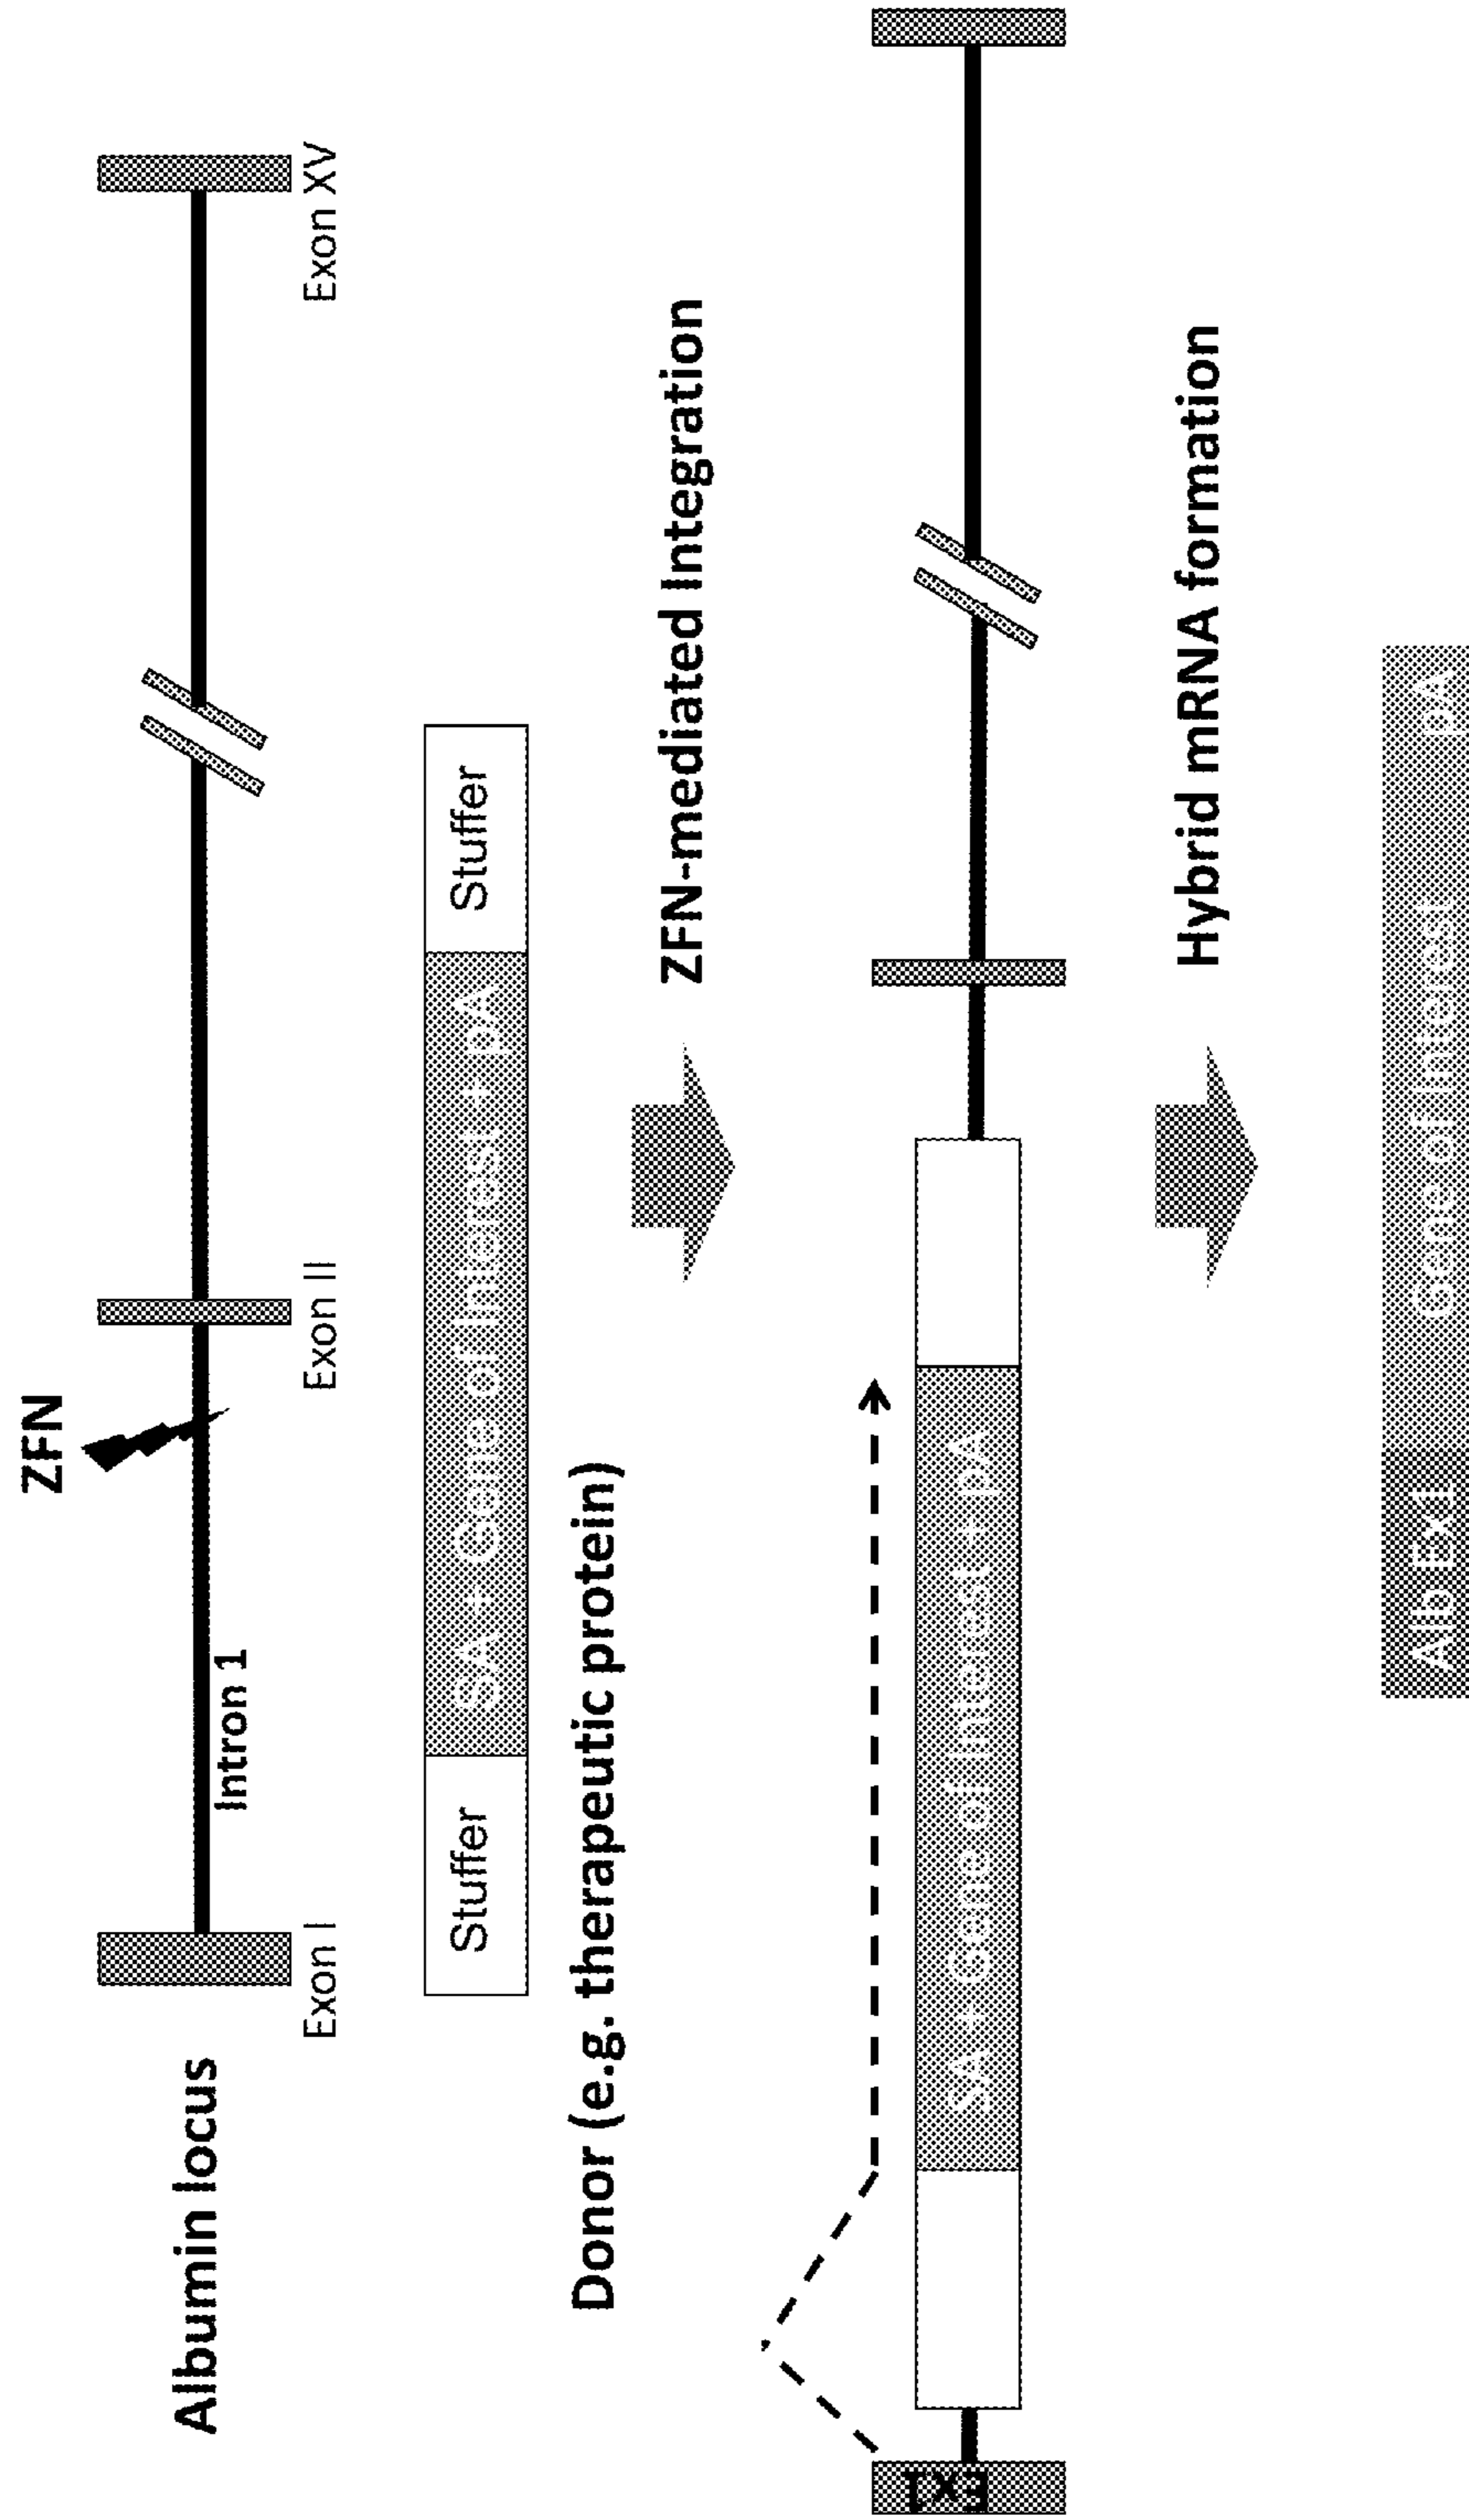 ZFN
Albumin locus
Intron 1
Exon I
Exon II
Exon XV
Stuffer
SA + Gene of Interest + pA
Stuffer
Donor (e.g. therapeutic protein)
ZFN-mediated Integration
EX1
SA + Gene of Interest + pA
Hybrid mRNA formation
Alb Ex1
Gene of Interest
pA